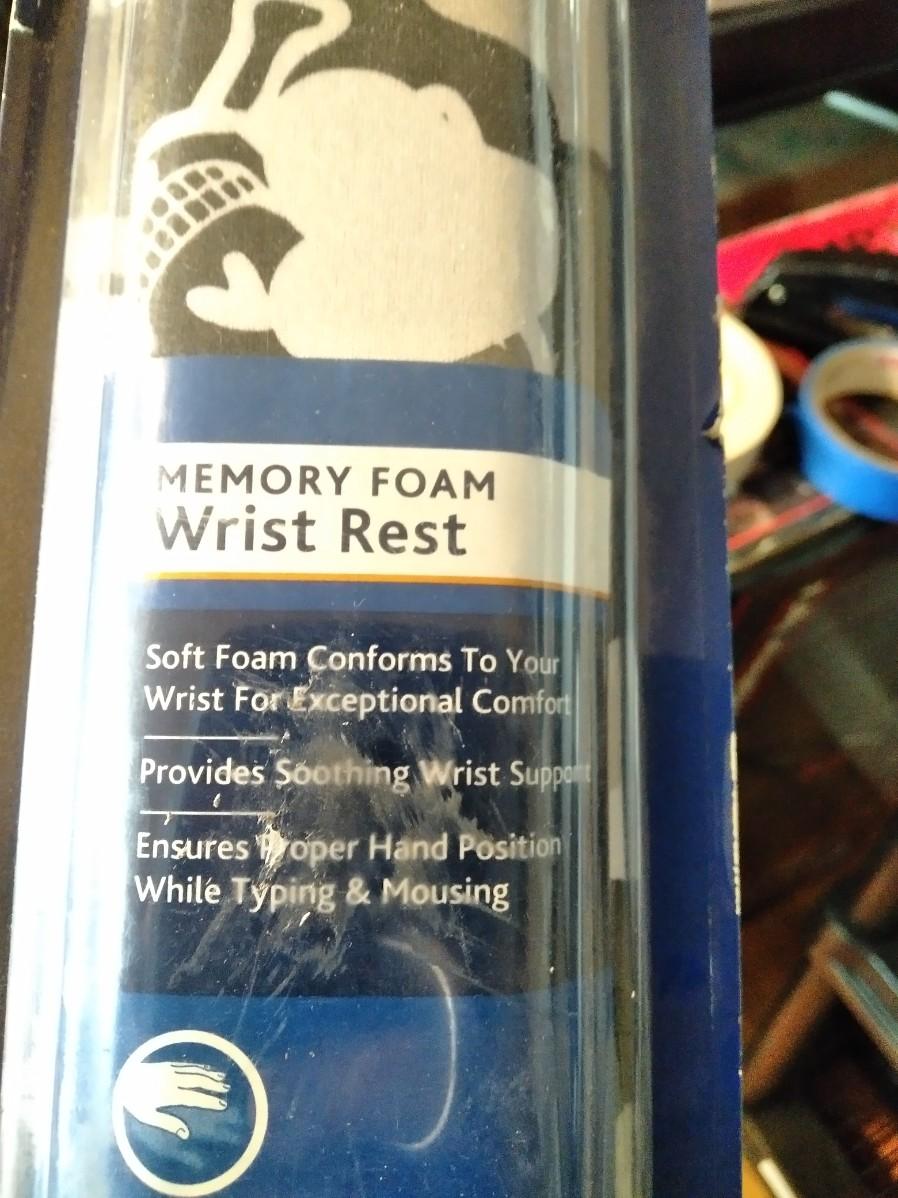 MEMORY FOAM
Wrist Rest
Soft Foam Conforms To Your
Wrist For Exceptional Comfort
Provides Soothing Wrist Support
Ensures Proper Hand Position
While Typing & Mousing